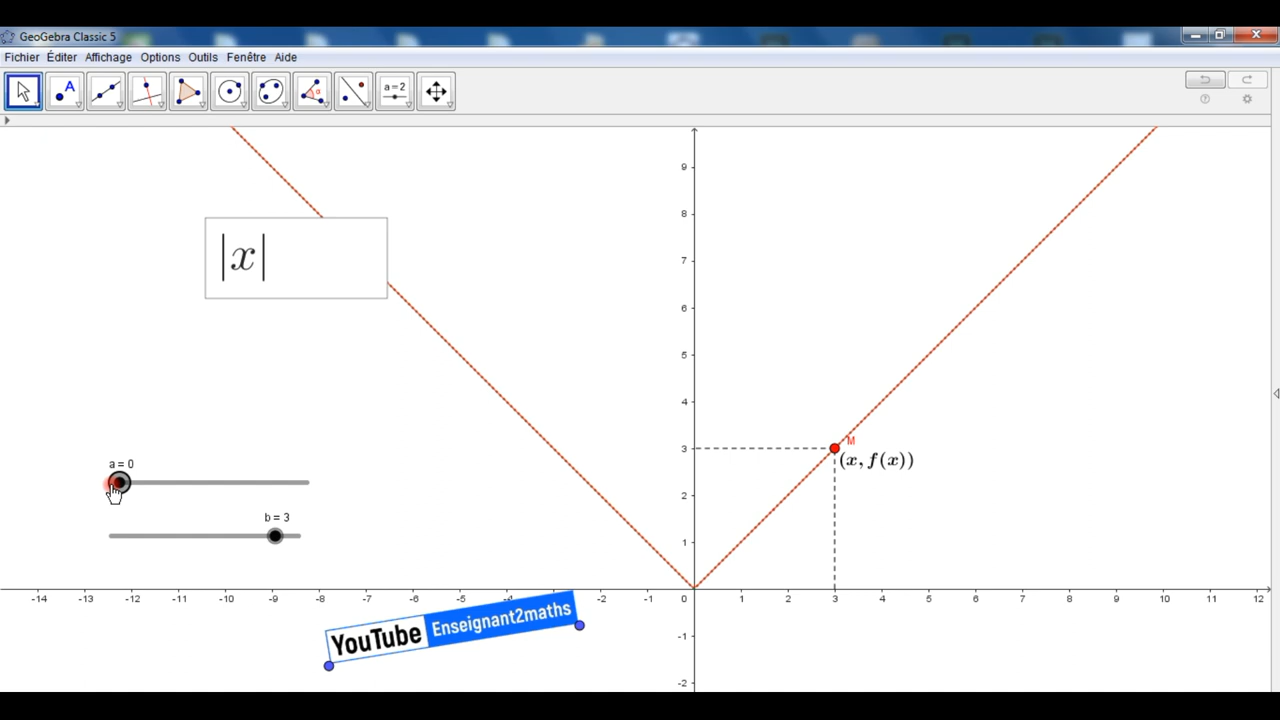 GeoGebra Classic 5
Fichier Éditer Affichage Options Outils Fenêtre Aide
A
α
a = 2
9
8
|x|
7
6
5
4
M
3
(x, f(x))
a = 0
2
b = 3
1
-14 -13 -12 -11 -10 -9 -8 -7 -6 -5 -4 -2 -1 0 1 2 3 4 5 6 7 8 9 10 11 12
YouTube Enseignant2maths
-1
-2